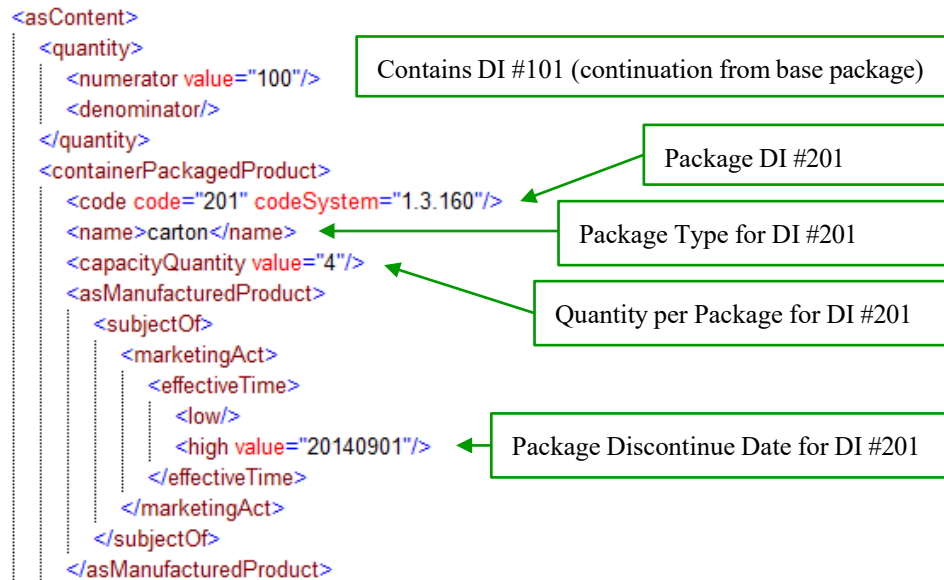 <asContent>
<quantity>
<numerator value="100"/>
Contains DI #101 (continuation from base package)
<denominator/>
</quantity>
<containerPackagedProduct>
Package DI #201
<code code="201" codeSystem="1.3.160"/>
<name>carton</name>
Package Type for DI #201
<capacityQuantity value="4"/>
<asManufacturedProduct>
Quantity per Package for DI #201
<subjectOf>
<marketingAct>
<effectiveTime>
<low/>
<high value="20140901"/>
Package Discontinue Date for DI #201
</effectiveTime>
</marketingAct>
</subjectOf>
</asManufacturedProduct>